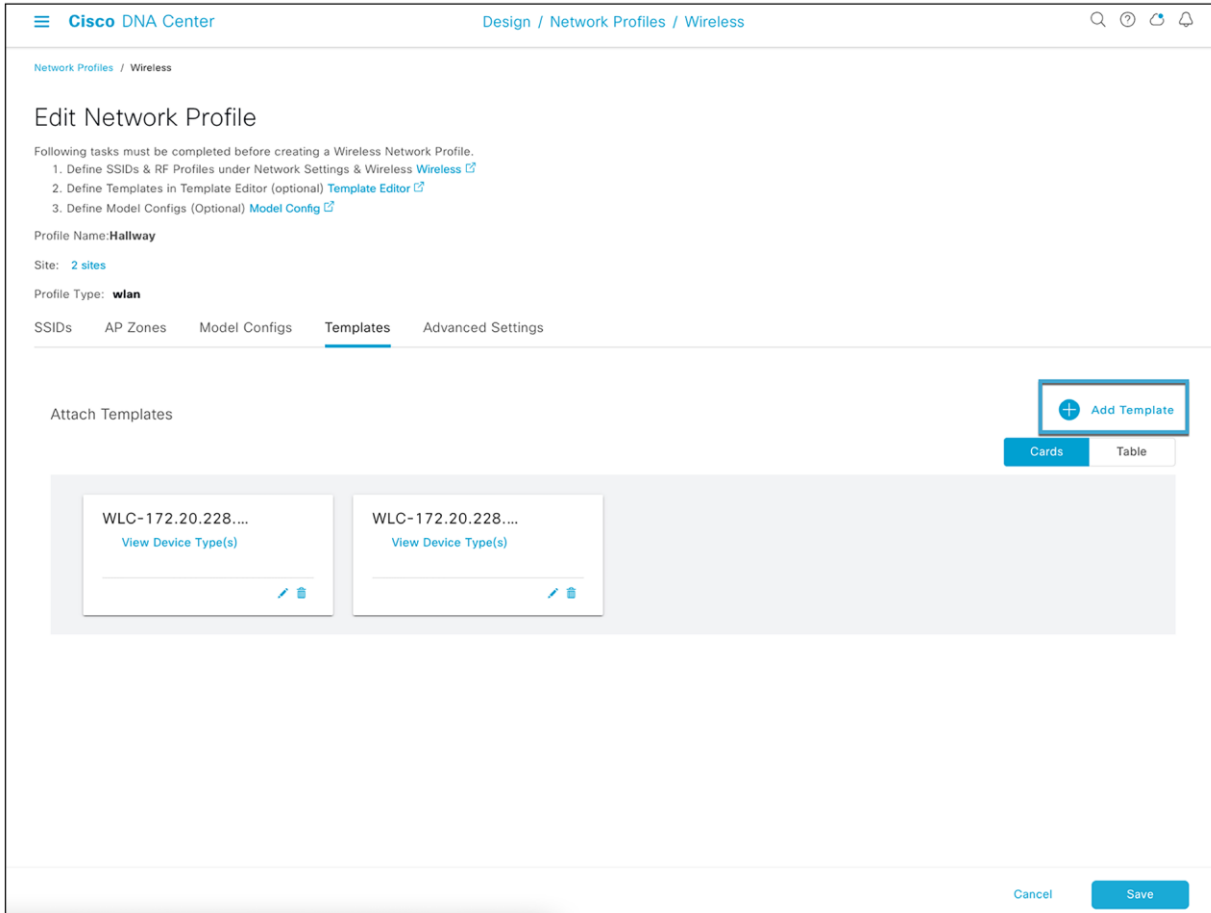 Cisco DNA Center
Design / Network Profiles / Wireless
Network Profiles / Wireless
Edit Network Profile
Following tasks must be completed before creating a Wireless Network Profile.
1. Define SSIDs & RF Profiles under Network Settings & Wireless Wireless
2. Define Templates in Template Editor (optional) Template Editor
3. Define Model Configs (Optional) Model Config
Profile Name:Hallway
Site: 2 sites
Profile Type: wlan
SSIDs AP Zones Model Configs Templates Advanced Settings
Attach Templates
Add Template
Cards Table
WLC-172.20.228.... WLC-172.20.228....
View Device Type(s) View Device Type(s)
Cancel Save